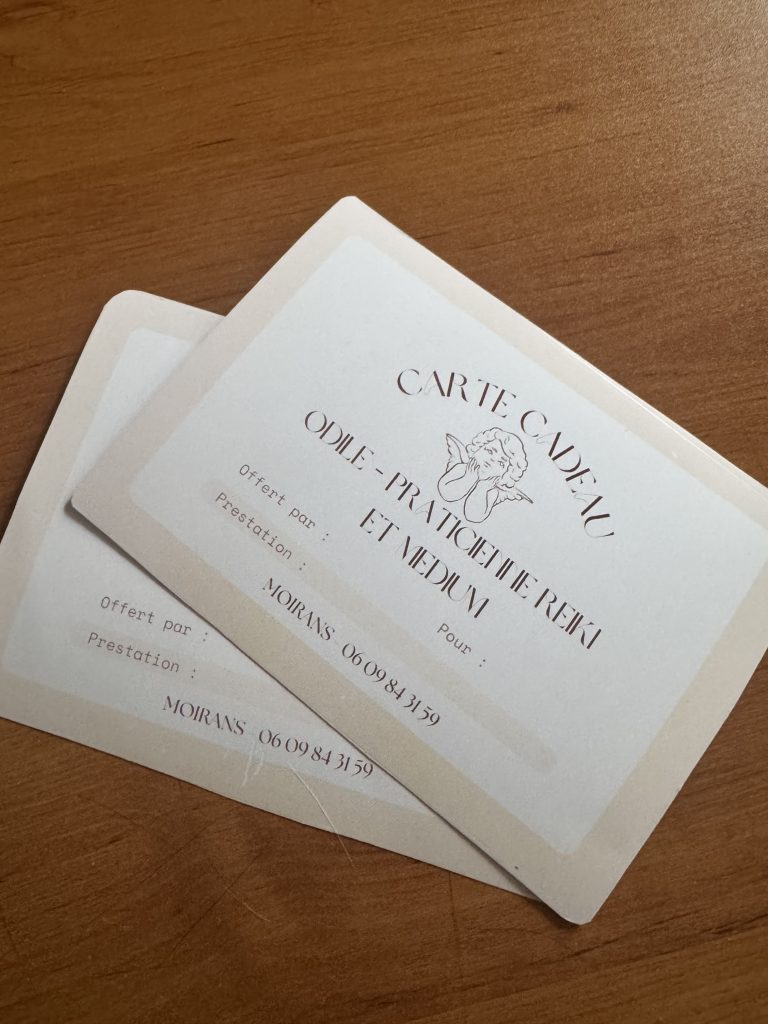 CARTE CADEAU
ODILE - PRATICIENNE REIKI
ET MEDIUM
Offert par :
Pour :
Prestation :
MOIRANS - 06 09 84 31 59
Offert par :
Prestation :
MOIRANS - 06 09 84 31 59